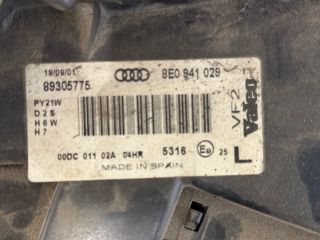 19/09/01 8E0 941 029
89305775
PY21W
D2S
H6W
H7
00DC 011 02A 04HR 5316 E9 25 L
MADE IN SPAIN
VF2 Valeo